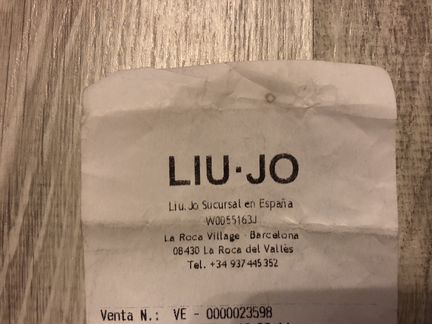 LIU·JO
Liu.Jo Sucursal en España
W0055163J
La Roca Village - Barcelona
08430 La Roca del Vallès
Tel. +34 937 445 352
Venta N.: VE - 0000023598